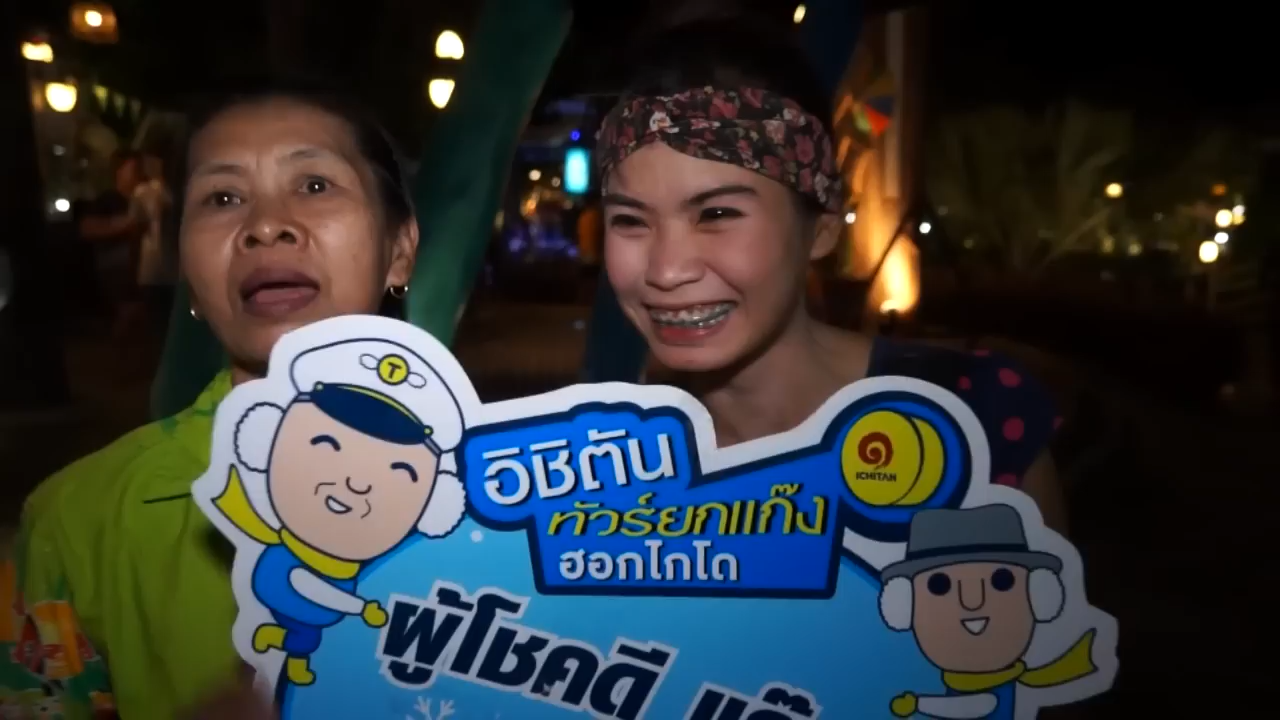 T
อิชิตัน
ICHITAN
ทัวร์ยกแก๊ง
ฮอกไกโด
ผู้โชคดี